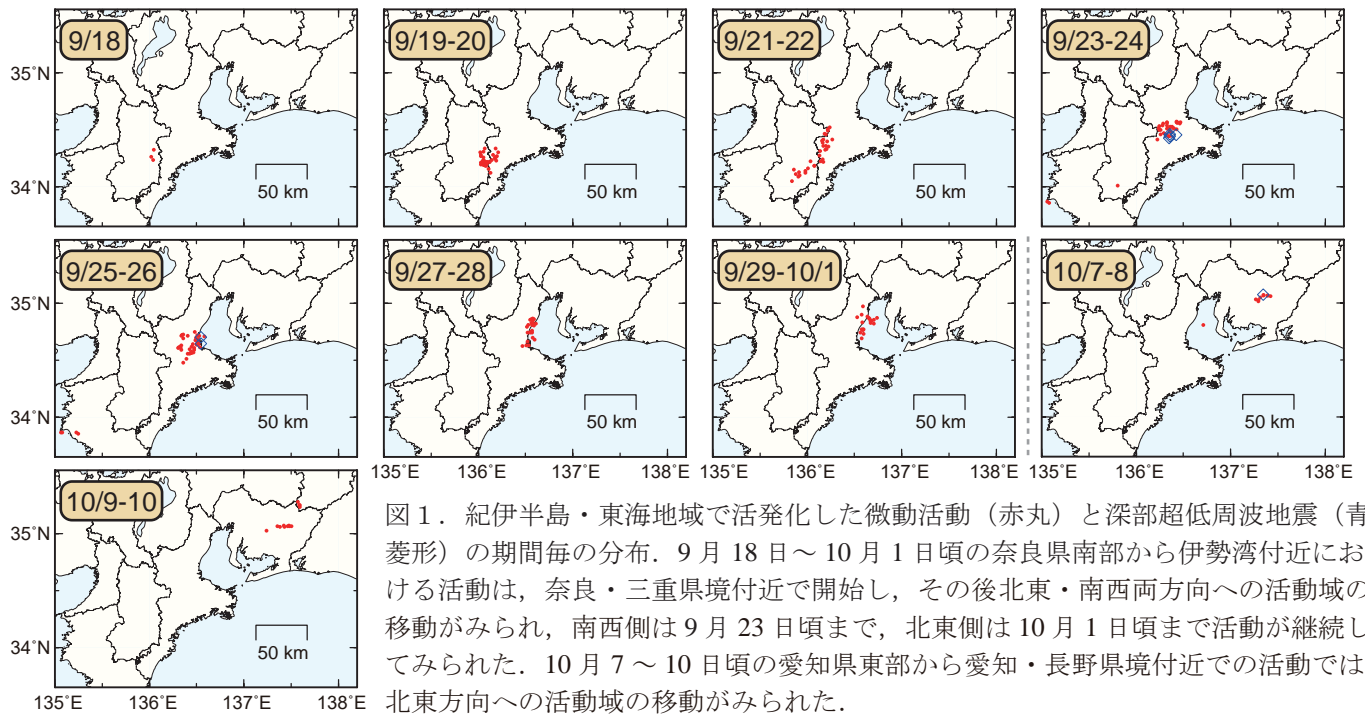 9/18
9/19-20
9/21-22
9/23-24
35°N
34°N
50 km
50 km
50 km
50 km
9/25-26
9/27-28
9/29-10/1
10/7-8
35°N
34°N
50 km
50 km
50 km
50 km
135°E 136°E 137°E 138°E
135°E 136°E 137°E 138°E
135°E 136°E 137°E 138°E
10/9-10
35°N
34°N
50 km
135°E 136°E 137°E 138°E
図1．紀伊半島・東海地域で活発化した微動活動（赤丸）と深部超低周波地震（青
菱形）の期間毎の分布．9 月 18 日～ 10 月 1 日頃の奈良県南部から伊勢湾付近にお
ける活動は，奈良・三重県境付近で開始し，その後北東・南西両方向への活動域の
移動がみられ，南西側は 9 月 23 日頃まで，北東側は 10 月 1 日頃まで活動が継続し
てみられた．10 月 7 ～ 10 日頃の愛知県東部から愛知・長野県境付近での活動では
北東方向への活動域の移動がみられた．